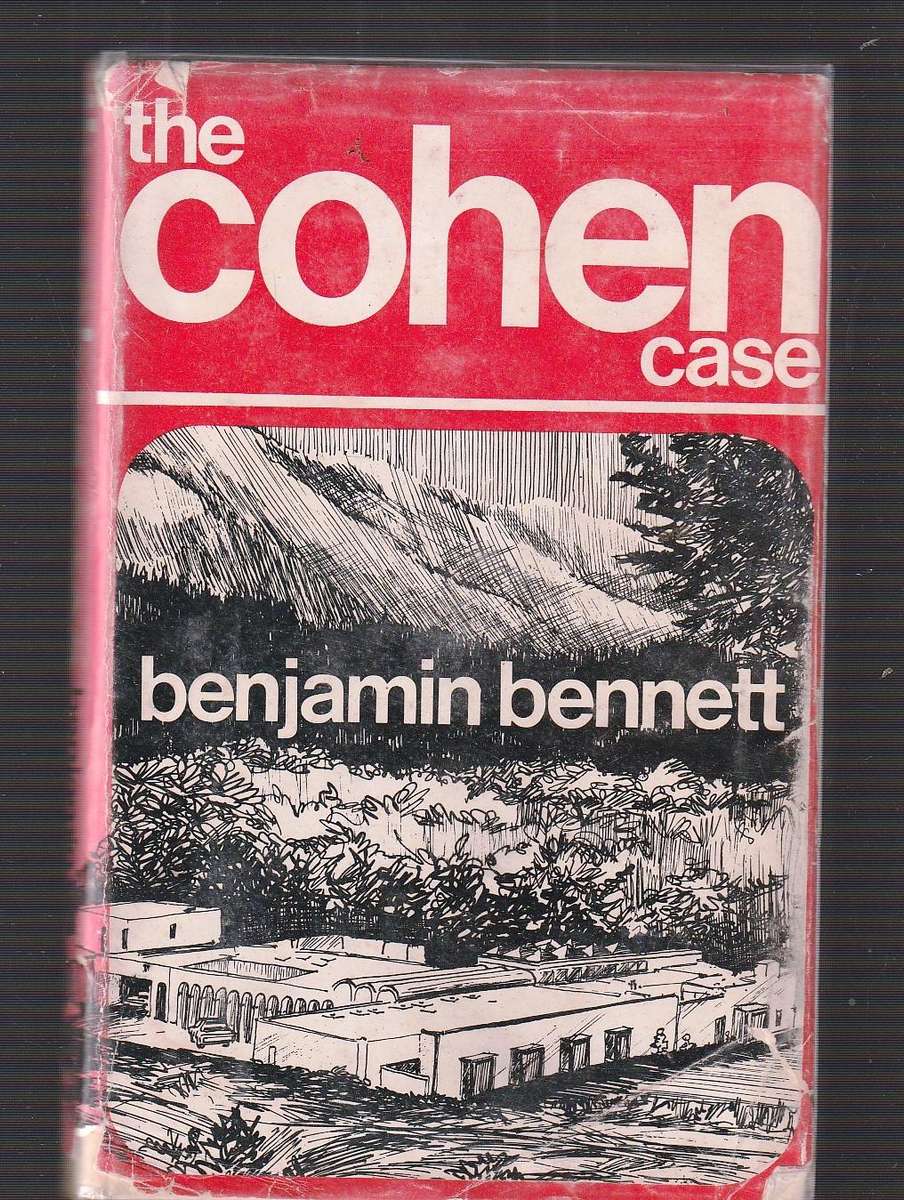 the
cohen
case
benjamin bennett